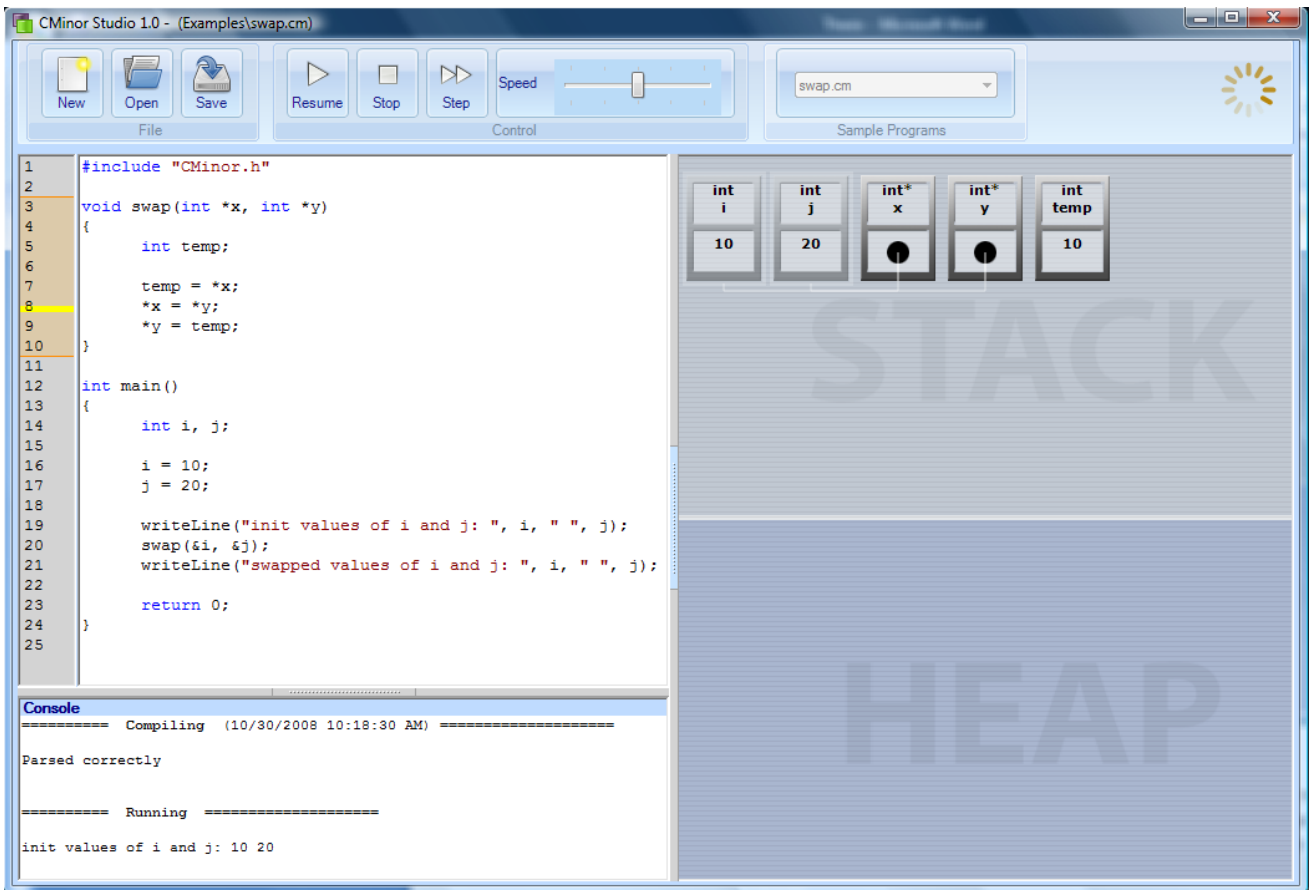 CMinor Studio 1.0 - (Examples\swap.cm)
New Open Save
File
Resume Stop Step Speed
Control
swap.cm
Sample Programs
1 #include "CMinor.h"
2
3 void swap(int *x, int *y)
4 {
5 int temp;
6
7 temp = *x;
8 *x = *y;
9 *y = temp;
10 }
11
12 int main()
13 {
14 int i, j;
15
16 i = 10;
17 j = 20;
18
19 writeLine("init values of i and j: ", i, " ", j);
20 swap(&i, &j);
21 writeLine("swapped values of i and j: ", i, " ", j);
22
23 return 0;
24 }
25
int int int* int* int
i j x y temp
10 20 10
STACK
HEAP
Console
========== Compiling (10/30/2008 10:18:30 AM) ====================
Parsed correctly
========== Running ====================
init values of i and j: 10 20